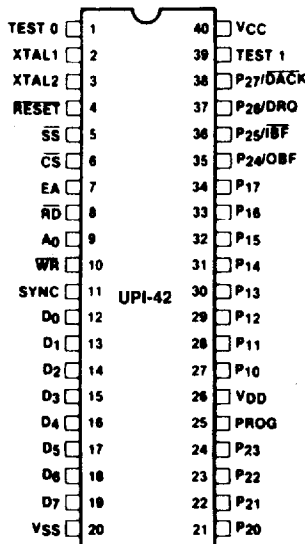 TEST 0 1 40 VCC
XTAL1 2 39 TEST 1
XTAL2 3 38 P27/DACK
RESET 4 37 P26/DRQ
SS 5 36 P25/IBF
CS 6 35 P24/OBF
EA 7 34 P17
RD 8 33 P16
A0 9 32 P15
WR 10 31 P14
SYNC 11 UPI-42 30 P13
D0 12 29 P12
D1 13 28 P11
D2 14 27 P10
D3 15 26 VDD
D4 16 25 PROG
D5 17 24 P23
D6 18 23 P22
D7 19 22 P21
VSS 20 21 P20